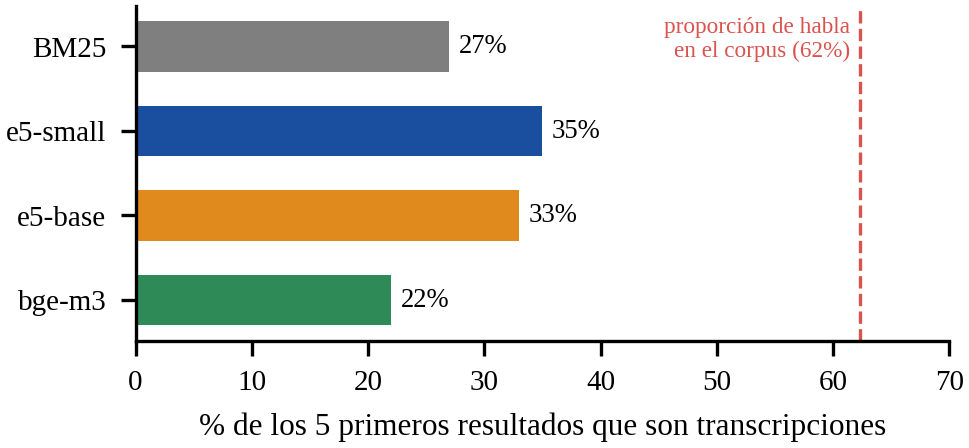 proporción de habla
en el corpus (62%)
BM25 27%
e5-small 35%
e5-base 33%
bge-m3 22%
0 10 20 30 40 50 60 70
% de los 5 primeros resultados que son transcripciones